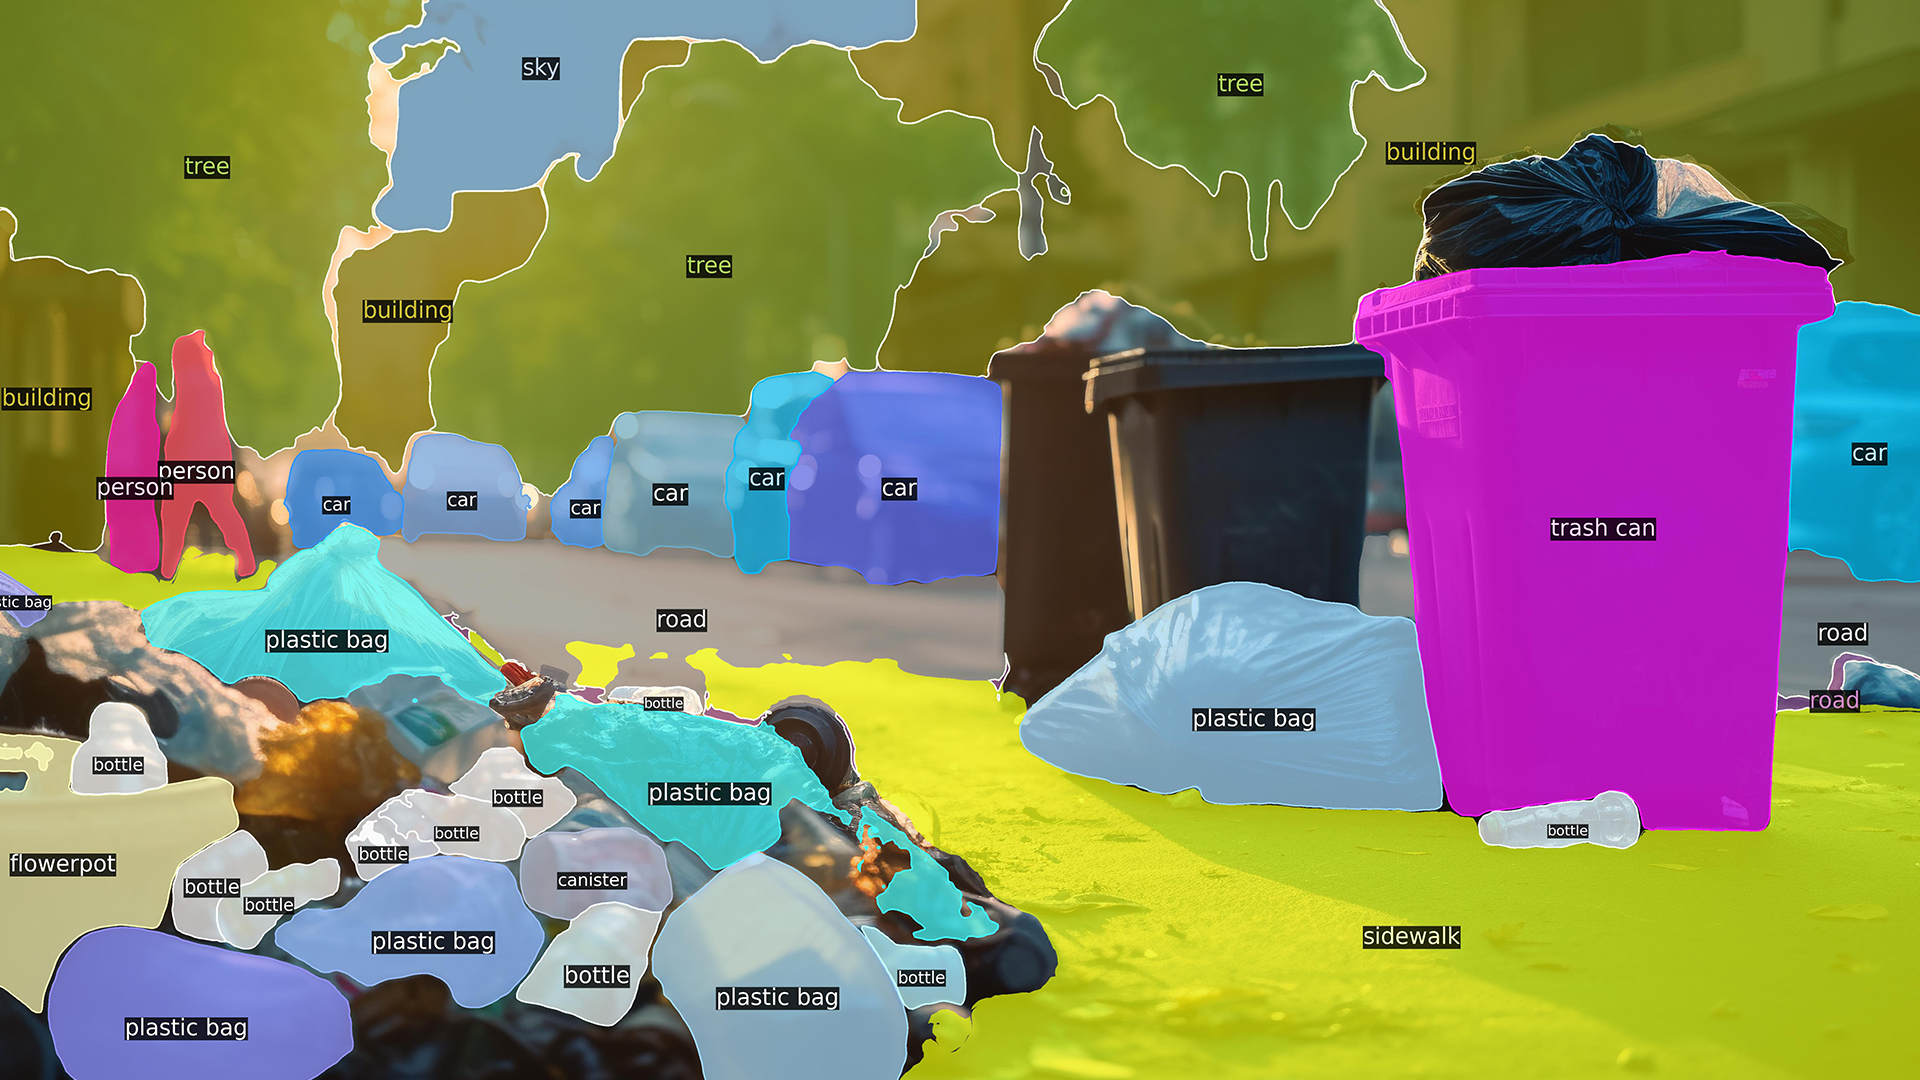 sky
tree
building
tree
tree
building
building
car
person
person
car
car
car
car
car
car
trash can
tic bag
road
road
plastic bag
road
bottle
plastic bag
bottle
plastic bag
bottle
bottle
bottle
bottle
flowerpot
canister
bottle
bottle
sidewalk
plastic bag
bottle
bottle
plastic bag
plastic bag